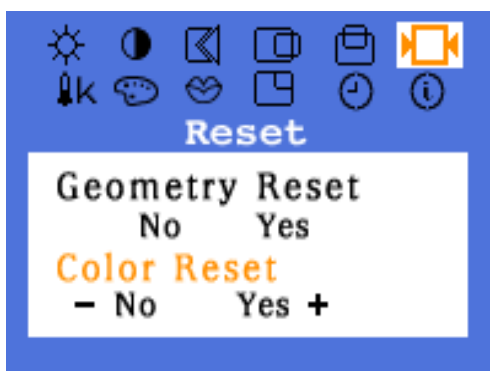 k
Reset
Geometry Reset
No Yes
Color Reset
- No Yes +